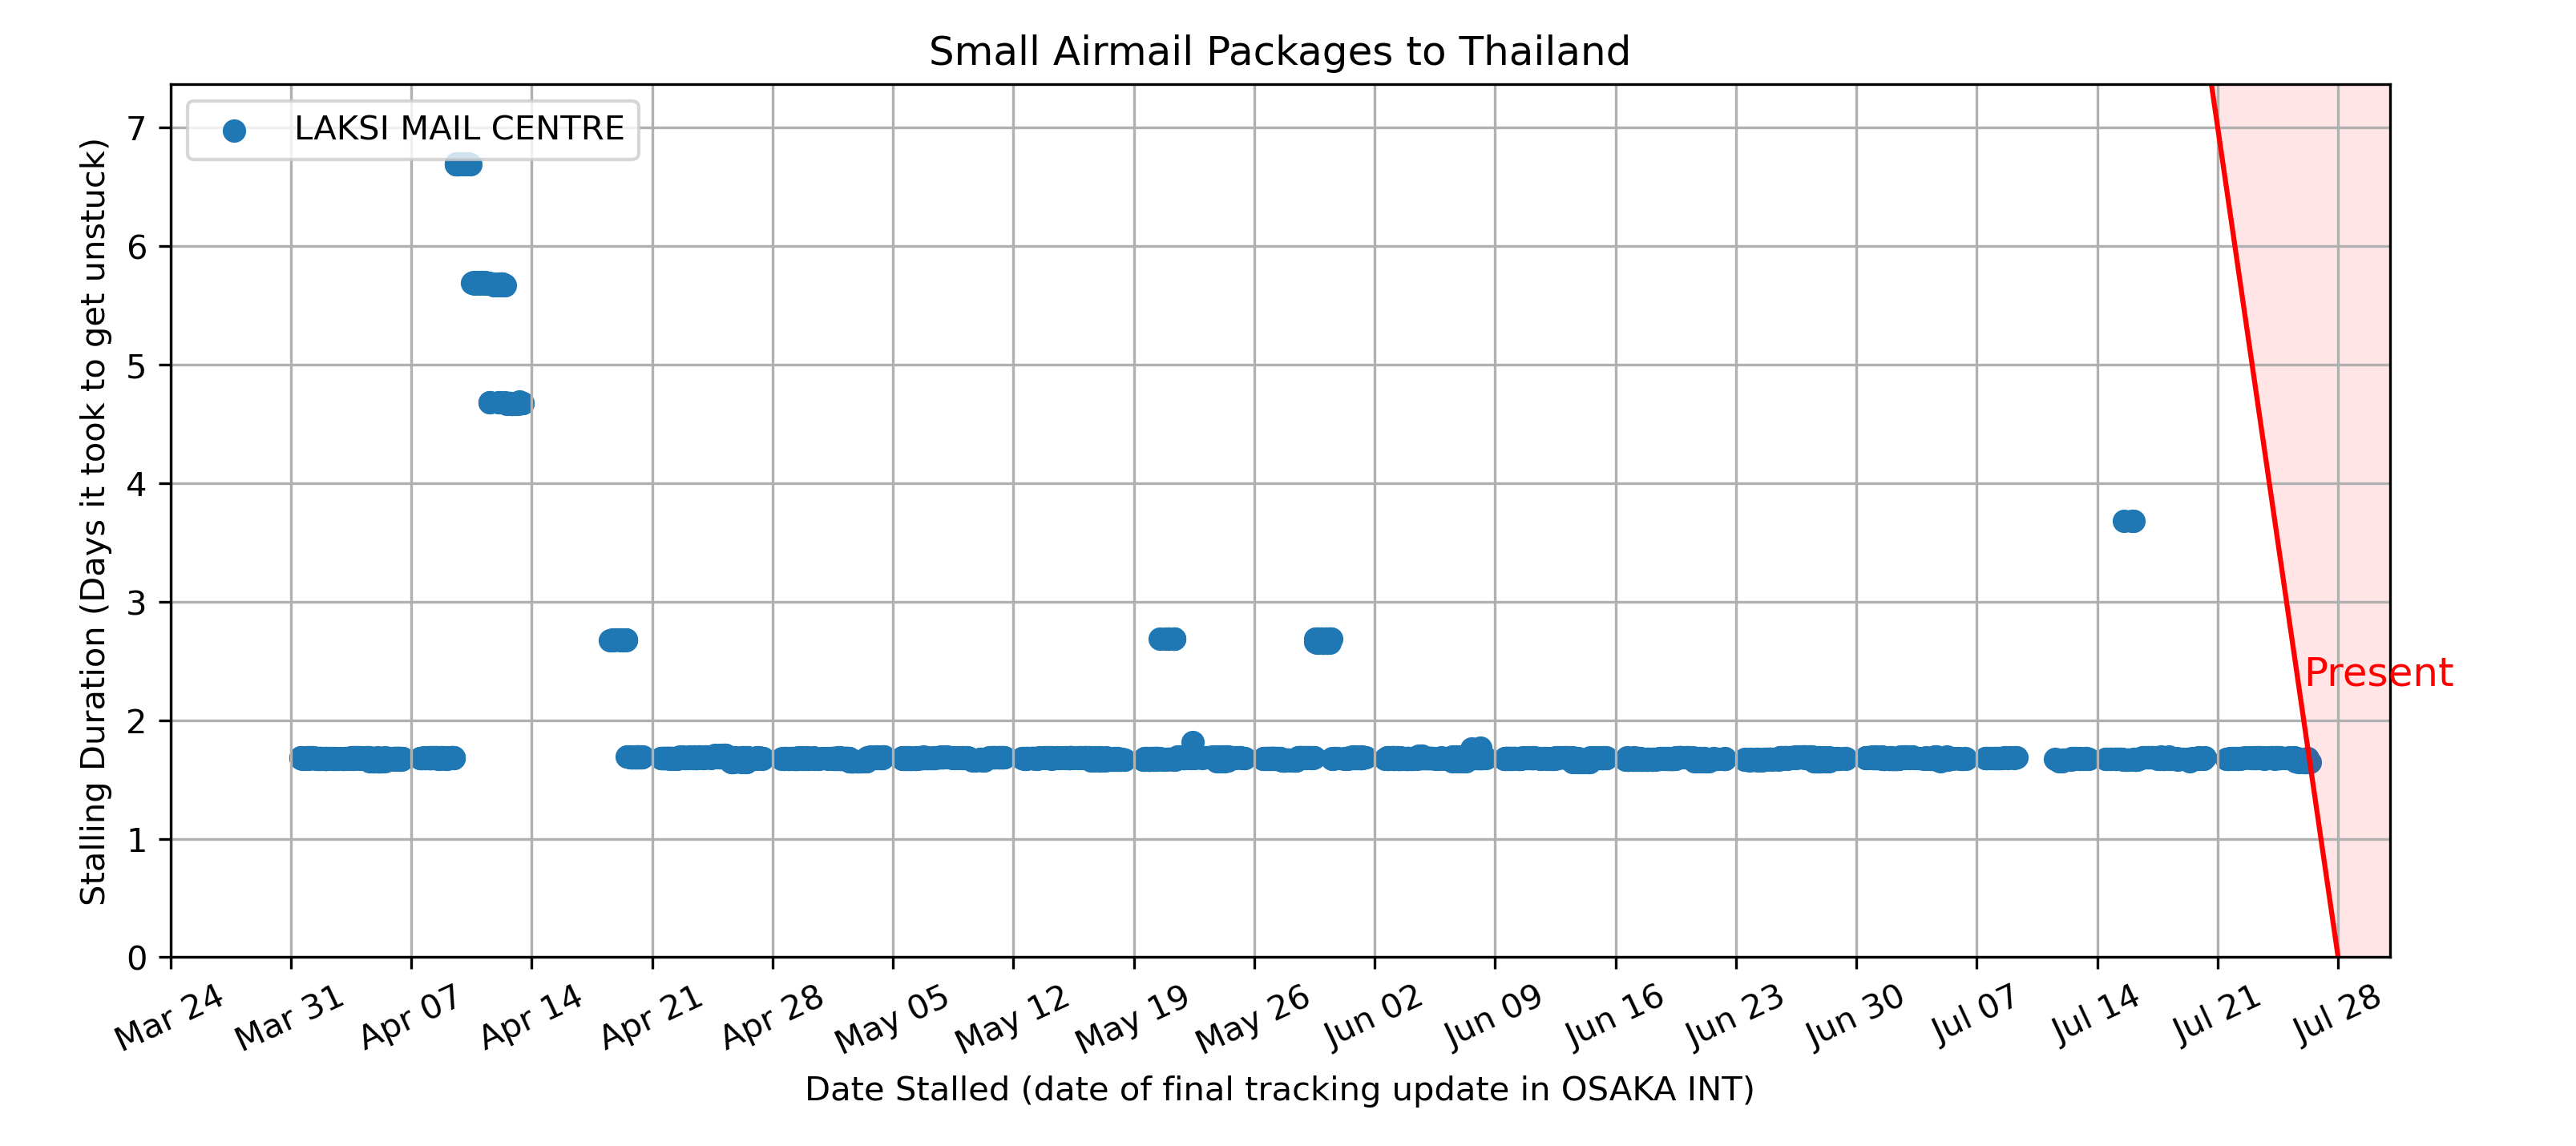 Small Airmail Packages to Thailand
LAKSI MAIL CENTRE
Stalling Duration (Days it took to get unstuck)
7
6
5
4
3
2
1
0
Present
Mar 24
Mar 31
Apr 07
Apr 14
Apr 21
Apr 28
May 05
May 12
May 19
May 26
Jun 02
Jun 09
Jun 16
Jun 23
Jun 30
Jul 07
Jul 14
Jul 21
Jul 28
Date Stalled (date of final tracking update in OSAKA INT)